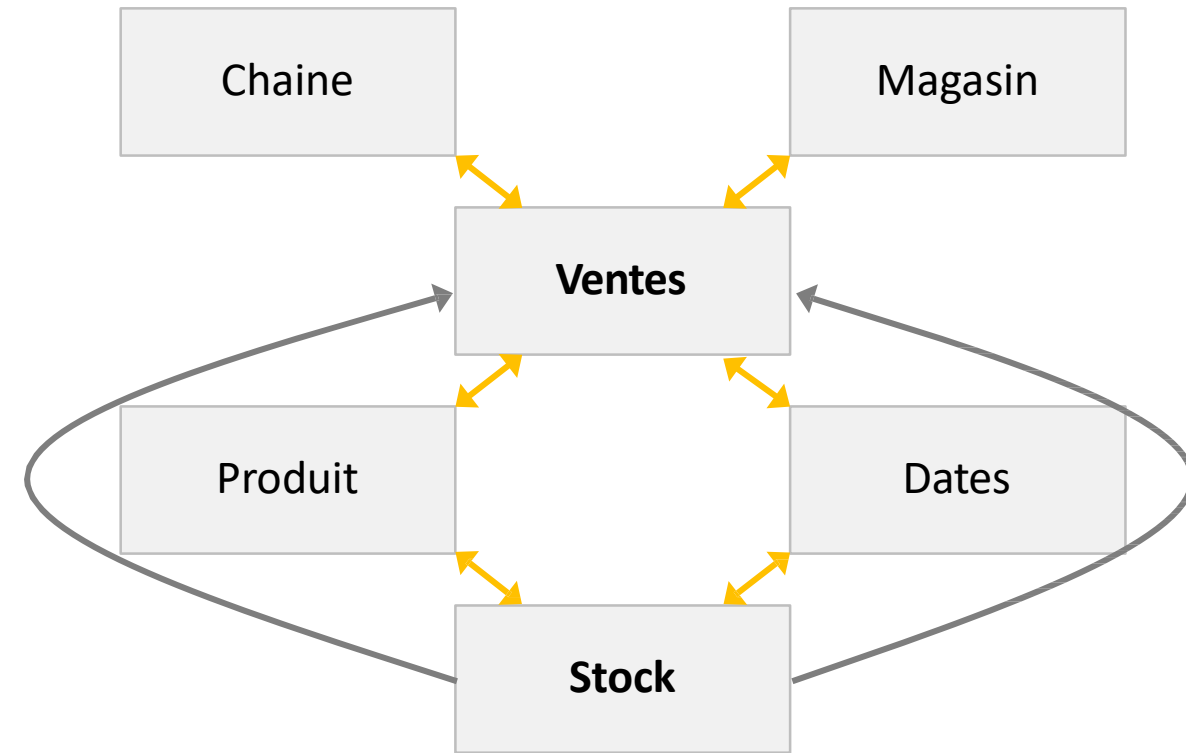 Chaine
Magasin
Ventes
Produit
Dates
Stock